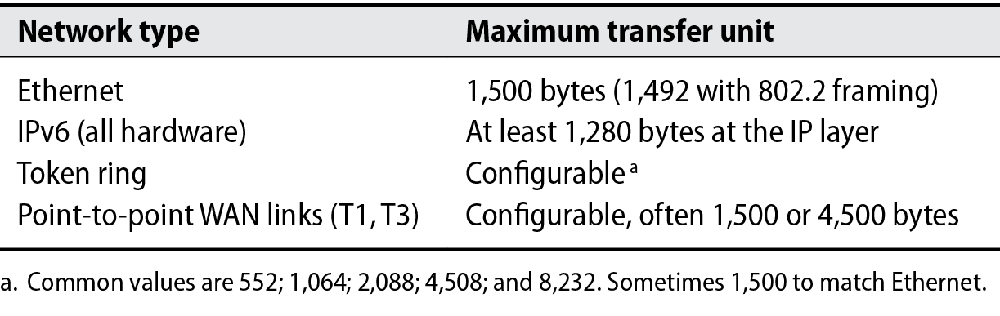 Network type Maximum transfer unit
Ethernet 1,500 bytes (1,492 with 802.2 framing)
IPv6 (all hardware) At least 1,280 bytes at the IP layer
Token ring Configurable a
Point-to-point WAN links (T1, T3) Configurable, often 1,500 or 4,500 bytes
a. Common values are 552; 1,064; 2,088; 4,508; and 8,232. Sometimes 1,500 to match Ethernet.